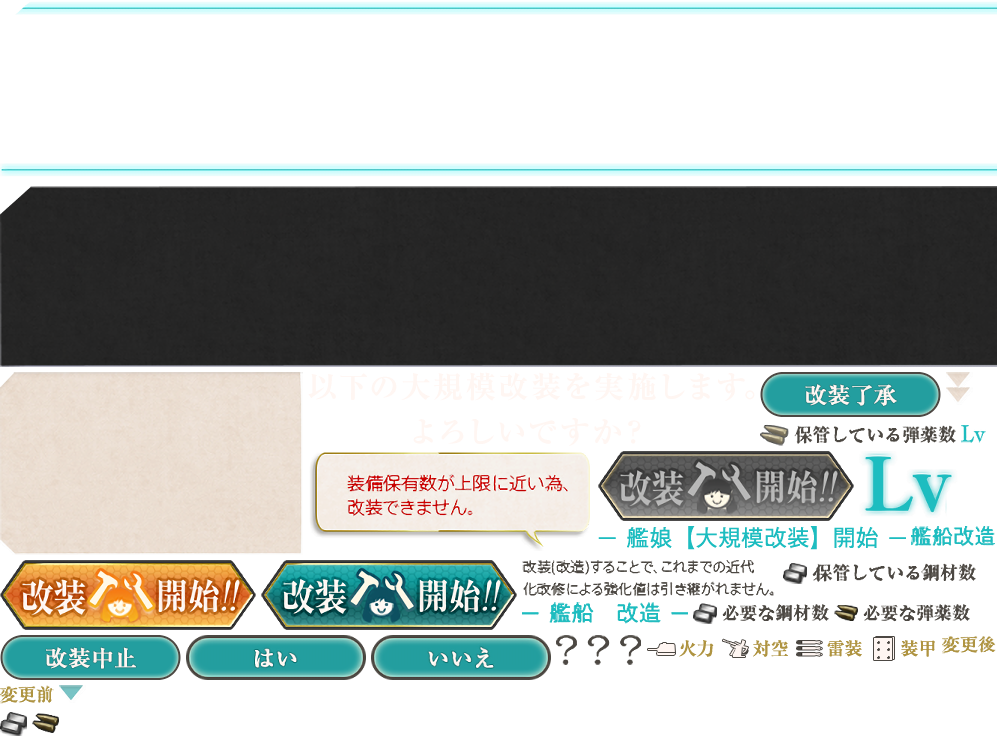 以下の大規模改装を実施します。
よろしいですか?
改装了承
保管している弾薬数 Lv
装備保有数が上限に近い為、
改装できません。
改装開始!!
Lv
― 艦娘【大規模改装】開始 ―
艦船改造
改装開始!!
改装開始!!
改装(改造)することで、これまでの近代
化改修による強化値は引き継がれません。
保管している鋼材数
― 艦船 改造 ―
必要な鋼材数
必要な弾薬数
改装中止
はい
いいえ
? ? ?
火力
対空
雷装
装甲
変更後
変更前